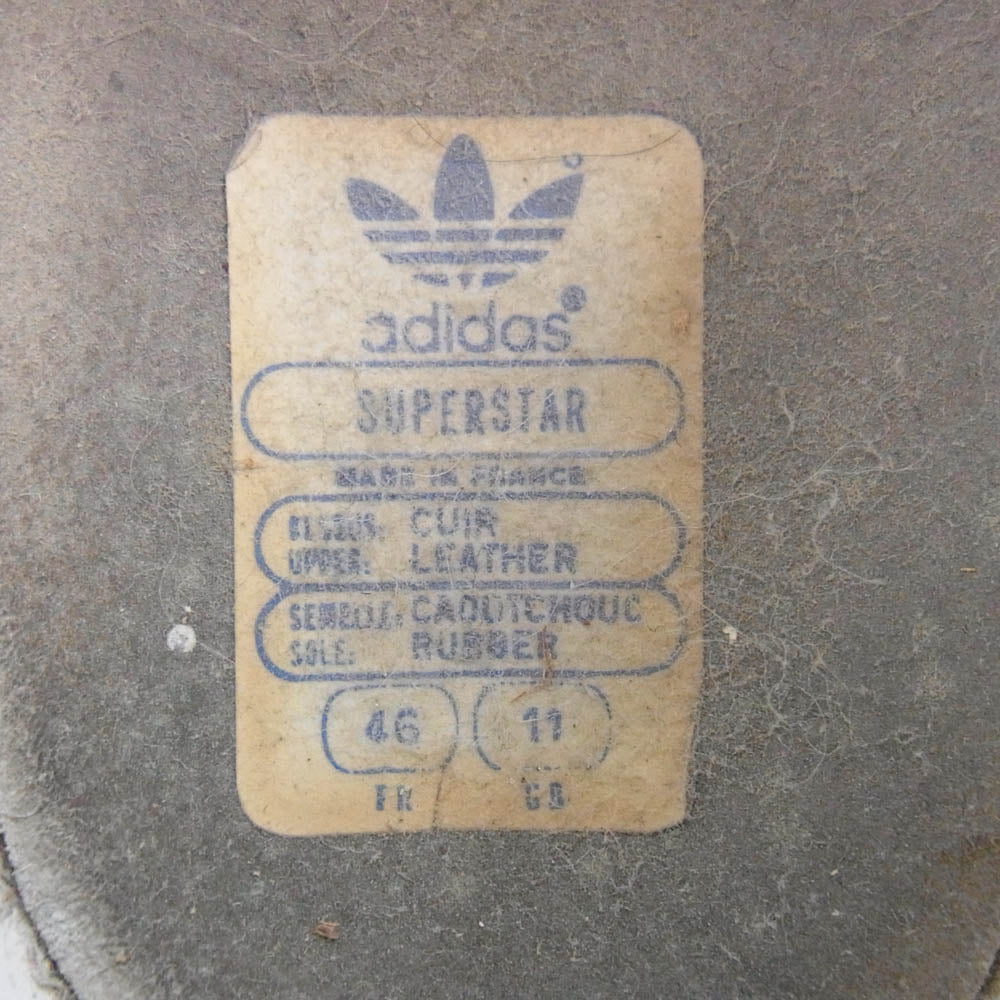 adidas®
SUPERSTAR
MADE IN FRANCE
DESSUS: CUIR
UPPER: LEATHER
SEMELLE: CAOUTCHOUC
SOLE: RUBBER
46 11
FR GB